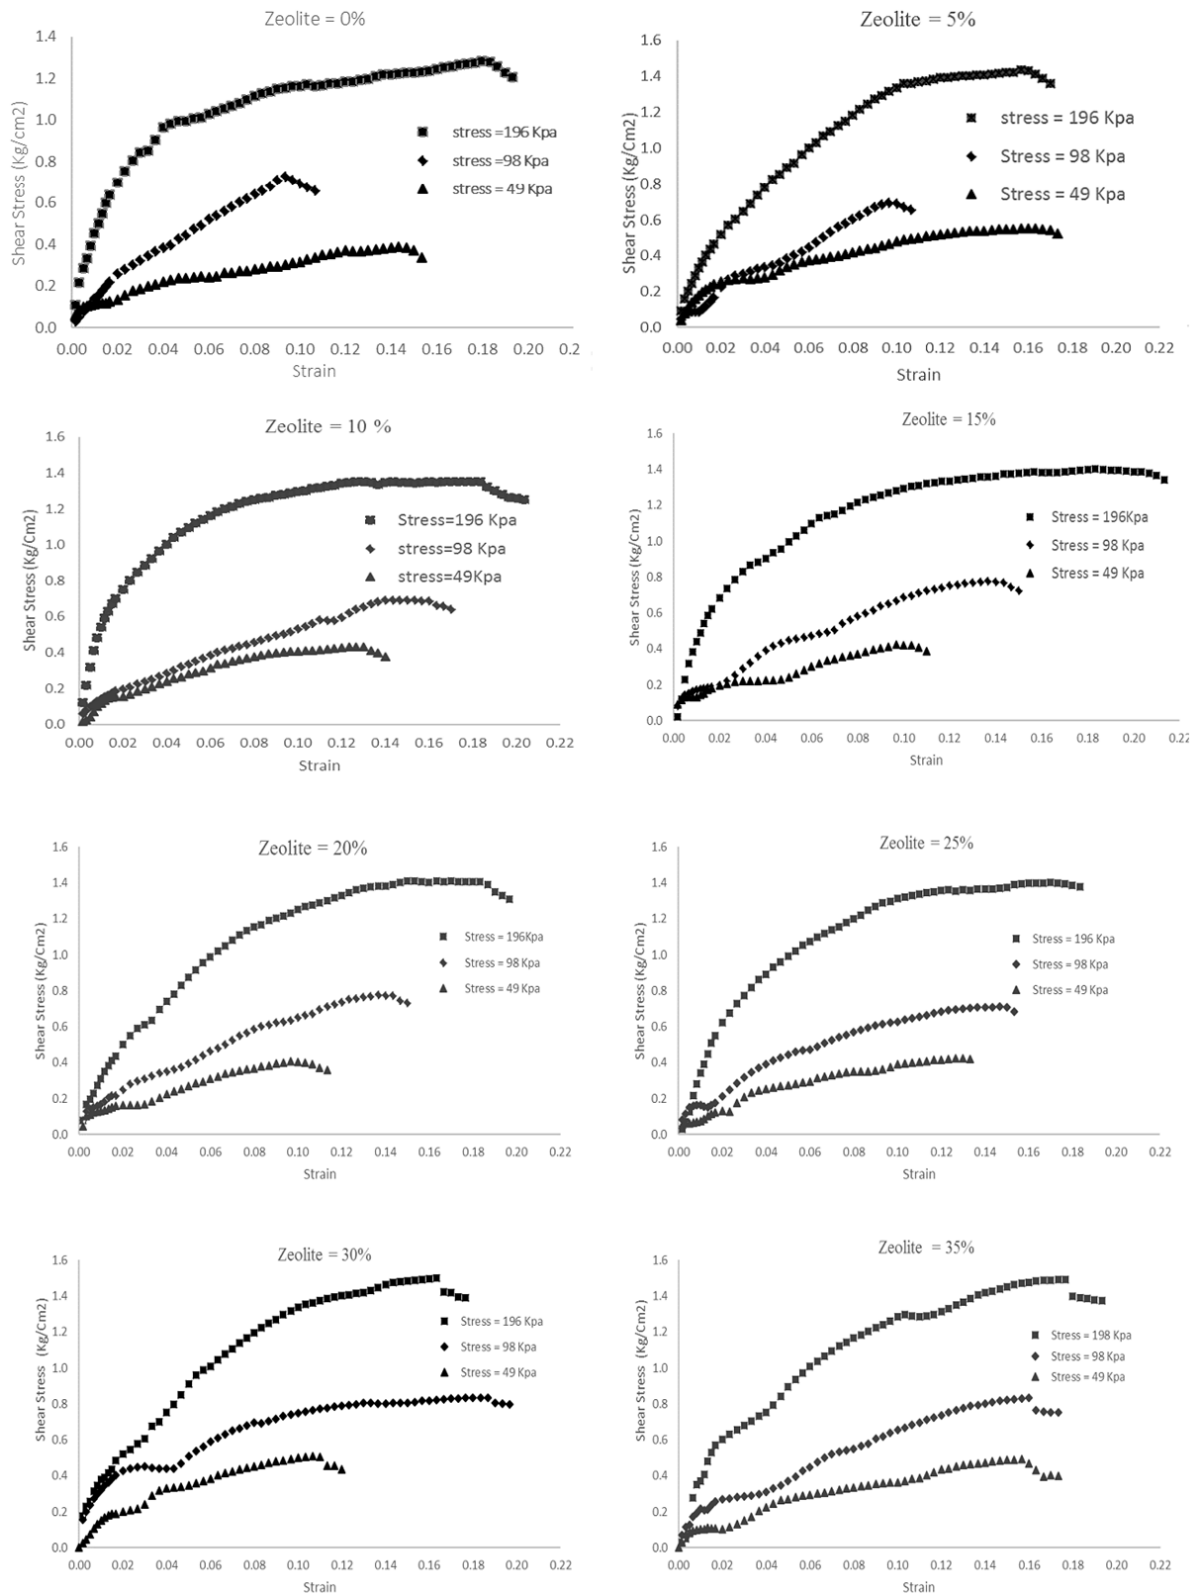 Zeolite = 0%
Shear Stress (Kg/cm2)
1.4
1.2
1.0
0.8
0.6
0.4
0.2
0.0
stress =196 Kpa
stress =98 Kpa
stress = 49 Kpa
0.00 0.02 0.04 0.06 0.08 0.10 0.12 0.14 0.16 0.18 0.20 0.2
Strain
Zeolite = 5%
Shear Stress (Kg/cm2)
1.6
1.4
1.2
1.0
0.8
0.6
0.4
0.2
0.0
stress = 196 Kpa
Stress = 98 Kpa
Stress = 49 Kpa
0.00 0.02 0.04 0.06 0.08 0.10 0.12 0.14 0.16 0.18 0.20 0.22
Strain
Zeolite = 10 %
Shear Stress (Kg/Cm2)
1.6
1.4
1.2
1.0
0.8
0.6
0.4
0.2
0.0
Stress=196 Kpa
stress=98 Kpa
stress=49Kpa
0.00 0.02 0.04 0.06 0.08 0.10 0.12 0.14 0.16 0.18 0.20 0.22
Strain
Zeolite = 15%
Shear Stress (Kg/Cm2)
1.6
1.4
1.2
1.0
0.8
0.6
0.4
0.2
0.0
Stress = 196Kpa
Stress = 98 Kpa
Stress = 49 Kpa
0.00 0.02 0.04 0.06 0.08 0.10 0.12 0.14 0.16 0.18 0.20 0.22
Strain
Zeolite = 20%
Shear Stress (Kg/Cm2)
1.6
1.4
1.2
1.0
0.8
0.6
0.4
0.2
0.0
Stress = 196Kpa
Stress = 98 Kpa
Stress = 49 Kpa
0.00 0.02 0.04 0.06 0.08 0.10 0.12 0.14 0.16 0.18 0.20 0.22
Strain
Zeolite = 25%
Shear Stress (Kg/Cm2)
1.6
1.4
1.2
1.0
0.8
0.6
0.4
0.2
0.0
Stress = 196 Kpa
Stress = 98 Kpa
Stress = 49 Kpa
0.00 0.02 0.04 0.06 0.08 0.10 0.12 0.14 0.16 0.18 0.20 0.22
Strain
Zeolite = 30%
Shear Stress (Kg/Cm2)
1.6
1.4
1.2
1.0
0.8
0.6
0.4
0.2
0.0
Stress = 196 Kpa
Stress = 98 Kpa
Stress = 49 Kpa
0.00 0.02 0.04 0.06 0.08 0.10 0.12 0.14 0.16 0.18 0.20 0.22
Strain
Zeolite = 35%
Shear Stress (Kg/Cm2)
1.6
1.4
1.2
1.0
0.8
0.6
0.4
0.2
0.0
Stress = 198 Kpa
Stress = 98 Kpa
Stress = 49 Kpa
0.00 0.02 0.04 0.06 0.08 0.10 0.12 0.14 0.16 0.18 0.20 0.22
Strain